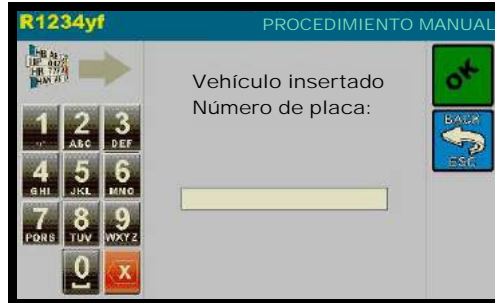 R1234yf
PROCEDIMIENTO MANUAL
Vehículo insertado
Número de placa:
OK
BACK
ESC
1
2
ABC
3
DEF
4
GHI
5
JKL
6
MNO
7
PQRS
8
TUV
9
WXYZ
0
X